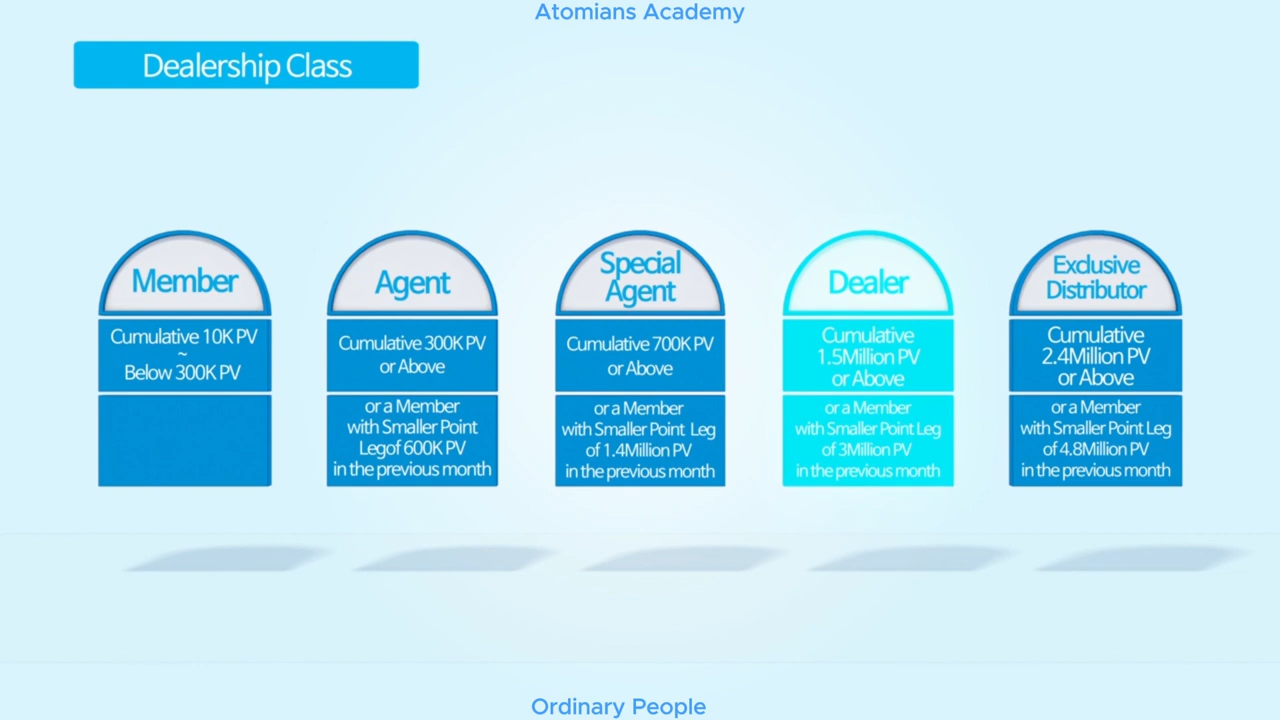 Atomians Academy
Dealership Class
Member
Cumulative 10K PV
~
Below 300K PV
Agent
Cumulative 300K PV
or Above
or a Member
with Smaller Point
Legof 600K PV
in the previous month
Special
Agent
Cumulative 700K PV
or Above
or a Member
with Smaller Point Leg
of 1.4Million PV
in the previous month
Dealer
Cumulative
1.5Million PV
or Above
or a Member
with Smaller Point Leg
of 3Million PV
in the previous month
Exclusive
Distributor
Cumulative
2.4Million PV
or Above
or a Member
with Smaller Point Leg
of 4.8Million PV
in the previous month
Ordinary People